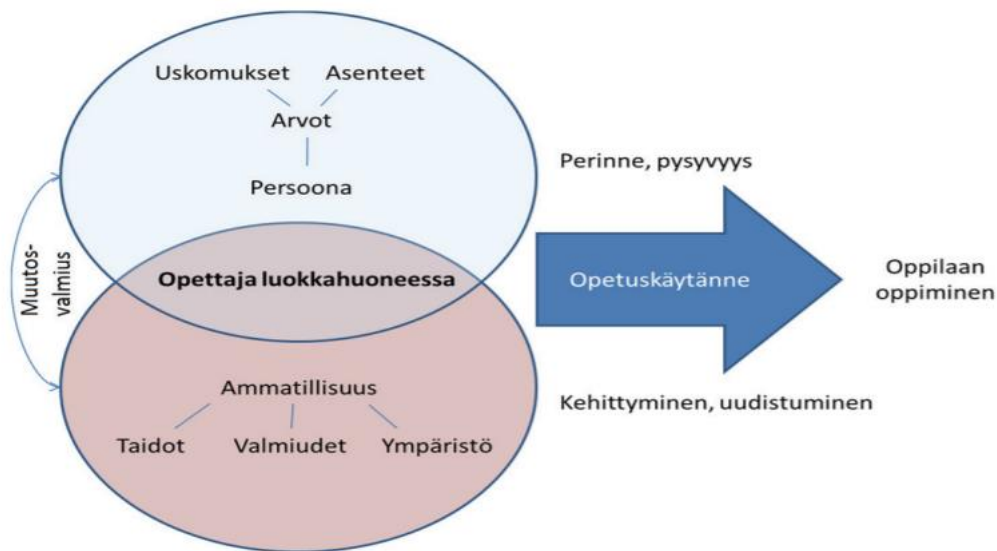 Uskomukset Asenteet
Arvot
Persoona
Muutos-
valmius
Opettaja luokkahuoneessa
Ammatillisuus
Taidot Valmiudet Ympäristö
Perinne, pysyvyys
Opetuskäytänne
Kehittyminen, uudistuminen
Oppilaan
oppiminen